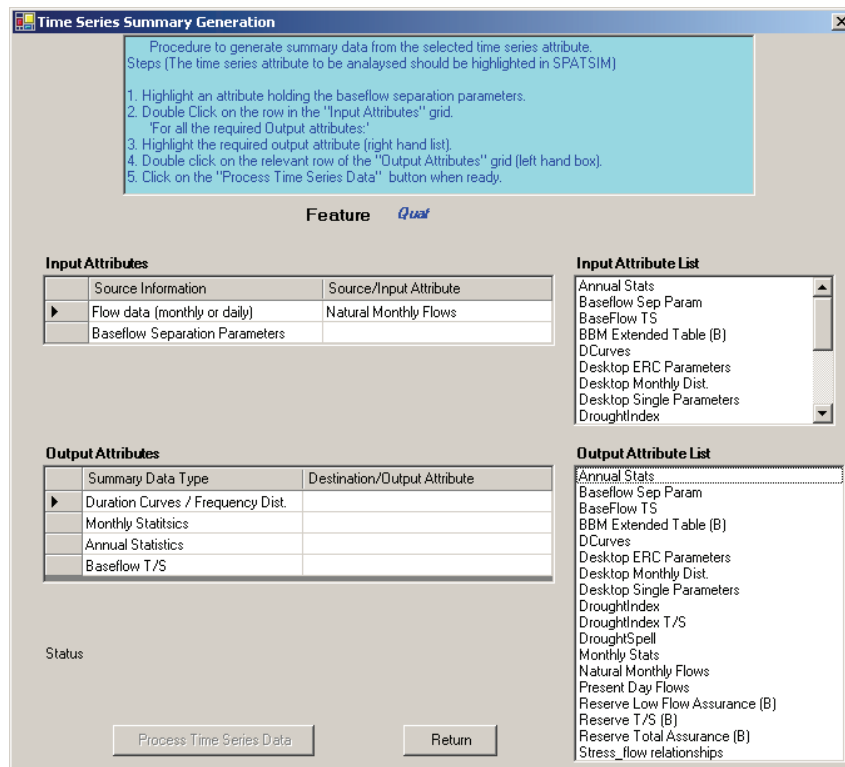 Time Series Summary Generation
Procedure to generate summary data from the selected time series attribute.
Steps (The time series attribute to be analaysed should be highlighted in SPATSIM)
1. Highlight an attribute holding the baseflow separation parameters.
2. Double Click on the row in the "Input Attributes" grid.
'For all the required Output attributes:'
3. Highlight the required output attribute (right hand list).
4. Double click on the relevant row of the "Output Attributes" grid (left hand box).
5. Click on the "Process Time Series Data" button when ready.
Feature Quat
Input Attributes
Source Information Source/Input Attribute
Flow data (monthly or daily) Natural Monthly Flows
Baseflow Separation Parameters
Input Attribute List
Annual Stats
Baseflow Sep Param
BaseFlow TS
BBM Extended Table (B)
DCurves
Desktop ERC Parameters
Desktop Monthly Dist.
Desktop Single Parameters
DroughtIndex
Output Attributes
Summary Data Type Destination/Output Attribute
Duration Curves / Frequency Dist.
Monthly Statitsics
Annual Statistics
Baseflow T/S
Output Attribute List
Annual Stats
Baseflow Sep Param
BaseFlow TS
BBM Extended Table (B)
DCurves
Desktop ERC Parameters
Desktop Monthly Dist.
Desktop Single Parameters
DroughtIndex
DroughtIndex T/S
DroughtSpell
Monthly Stats
Natural Monthly Flows
Present Day Flows
Reserve Low Flow Assurance (B)
Reserve T/S (B)
Reserve Total Assurance (B)
Stress_flow relationships
Status
Process Time Series Data
Return